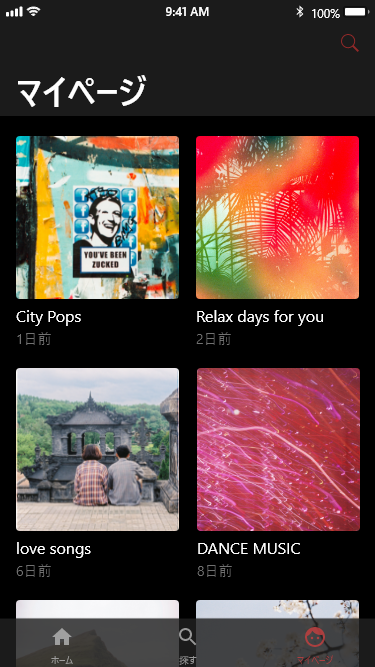 9:41 AM
100%
マイページ
YOU'VE BEEN
ZUCKED
City Pops
1日前
Relax days for you
2日前
love songs
6日前
DANCE MUSIC
8日前
ホーム
探す
マイページ